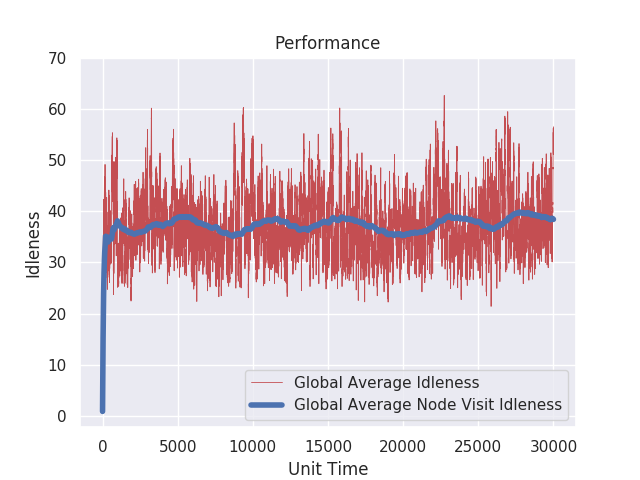 Performance
70
60
50
40
30
20
10
0
Idleness
Global Average Idleness
Global Average Node Visit Idleness
0 5000 10000 15000 20000 25000 30000
Unit Time